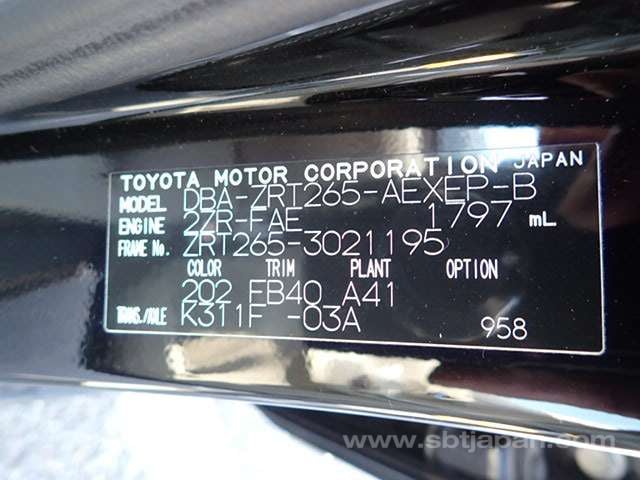 TOYOTA MOTOR CORPORATION JAPAN
MODEL DBA-ZRT265-AEXEP-B
ENGINE 2ZR-FAE 1797 mL
FRAME No. ZRT265-3021195
COLOR TRIM PLANT OPTION
202 FB40 A41
TRANS./AXLE K311F -03A 958
www.sbtjapan.com